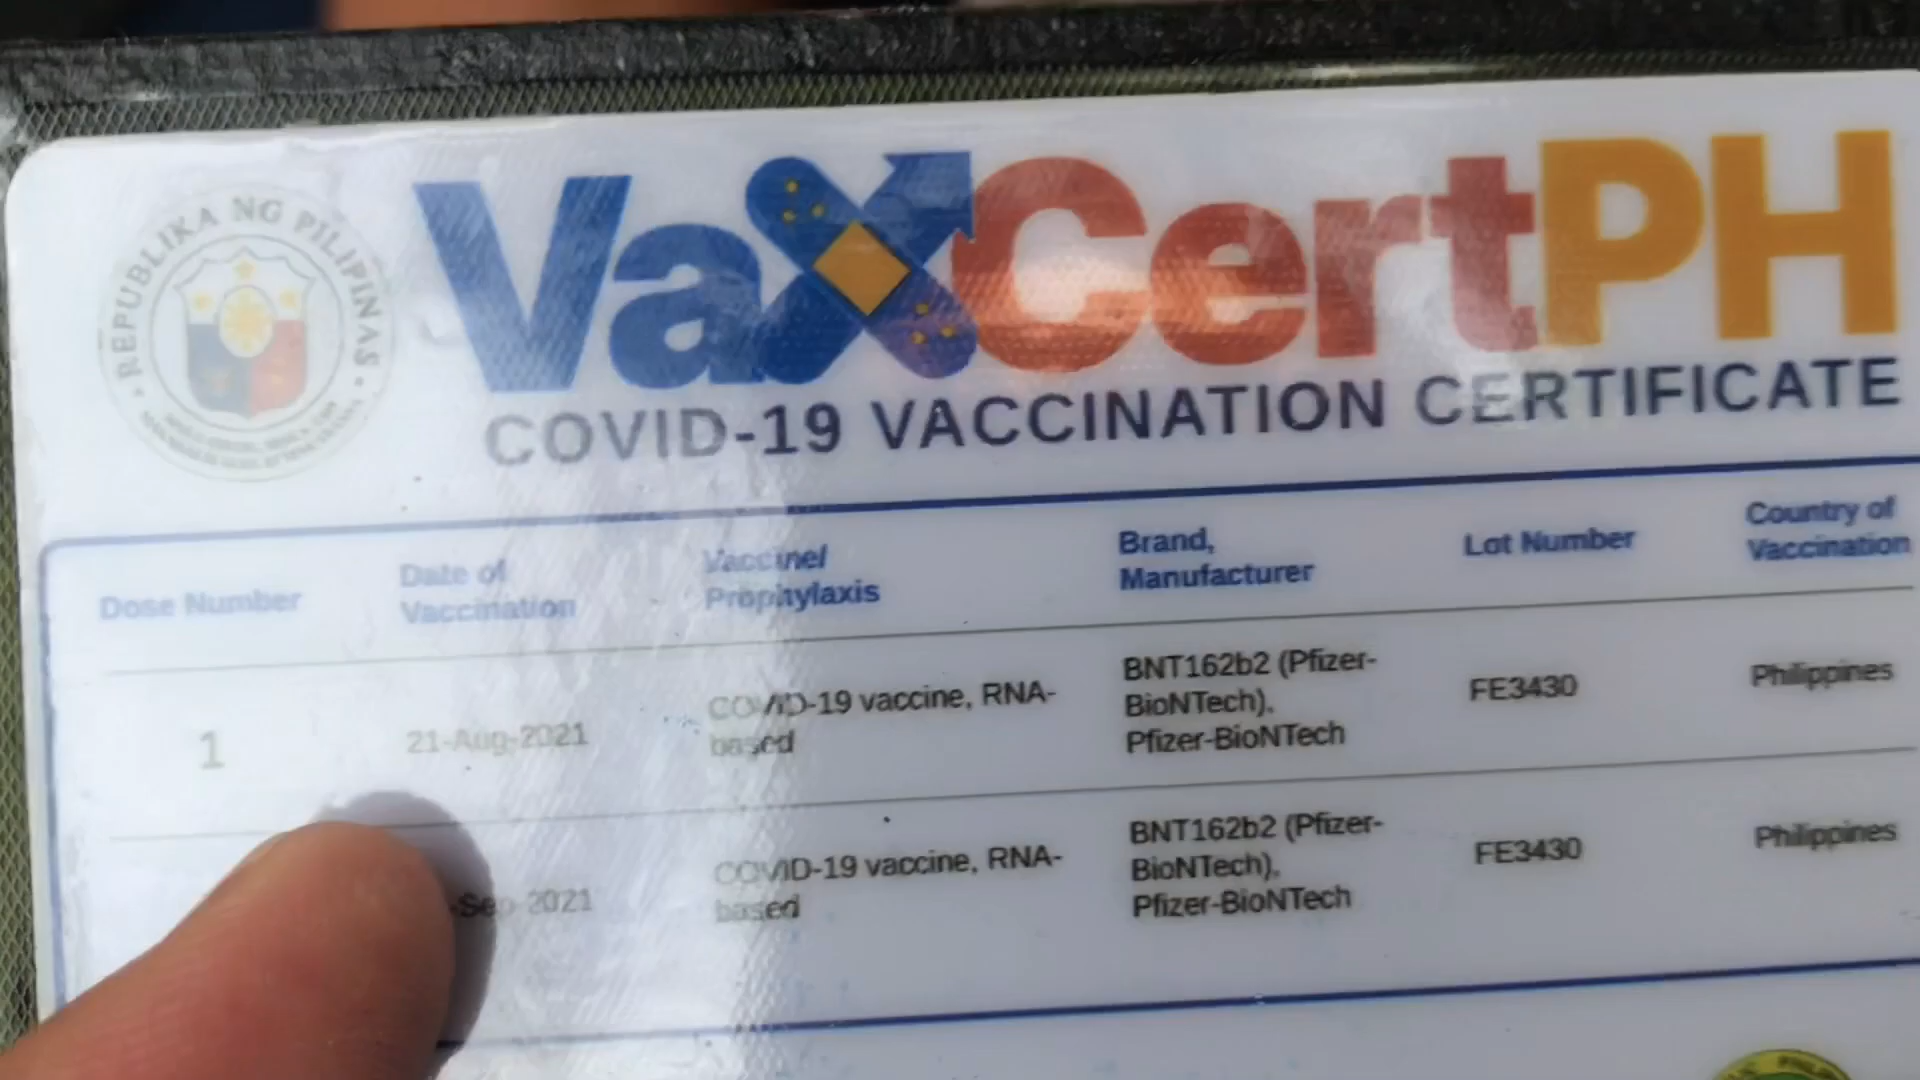 REPUBLIKA NG PILIPINAS
VaxCertPH
COVID-19 VACCINATION CERTIFICATE
Dose Number
Date of
Vaccination
Vaccine/
Prophylaxis
Brand,
Manufacturer
Lot Number
Country of
Vaccination
1
21-Aug-2021
COVID-19 vaccine, RNA-
based
BNT162b2 (Pfizer-
BioNTech),
Pfizer-BioNTech
FE3430
Philippines
-Sep-2021
COVID-19 vaccine, RNA-
based
BNT162b2 (Pfizer-
BioNTech),
Pfizer-BioNTech
FE3430
Philippines